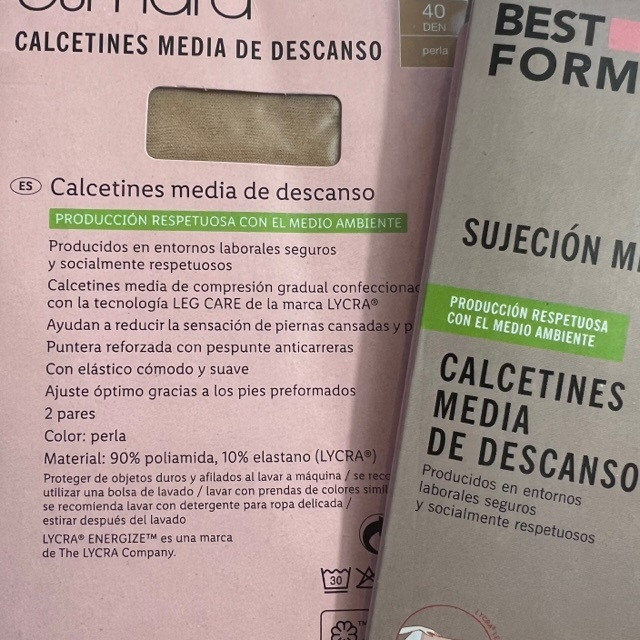 CALCETINES MEDIA DE DESCANSO
40
DEN
perla
ES Calcetines media de descanso
PRODUCCIÓN RESPETUOSA CON EL MEDIO AMBIENTE
Producidos en entornos laborales seguros
y socialmente respetuosos
Calcetines media de compresión gradual
con la tecnología LEG CARE de la marca LYCRA®
Ayudan a reducir la sensación de piernas cansadas y
Puntera reforzada con pespunte anticarreras
Con elástico cómodo y suave
Ajuste óptimo gracias a los pies preformados
2 pares
Color: perla
Material: 90% poliamida, 10% elastano (LYCRA®)
Proteger de objetos duros y afilados al lavar a máquina / se
utilizar una bolsa de lavado / lavar con prendas de colores
se recomienda lavar con detergente para ropa delicada /
estirar después del lavado
LYCRA® ENERGIZE™ es una marca
de The LYCRA Company.
30
BEST
FORM
SUJECIÓN
PRODUCCIÓN RESPETUOSA
CON EL MEDIO AMBIENTE
CALCETINES
MEDIA
DE DESCANSO
Producidos en entornos
laborales seguros
y socialmente respetuosos